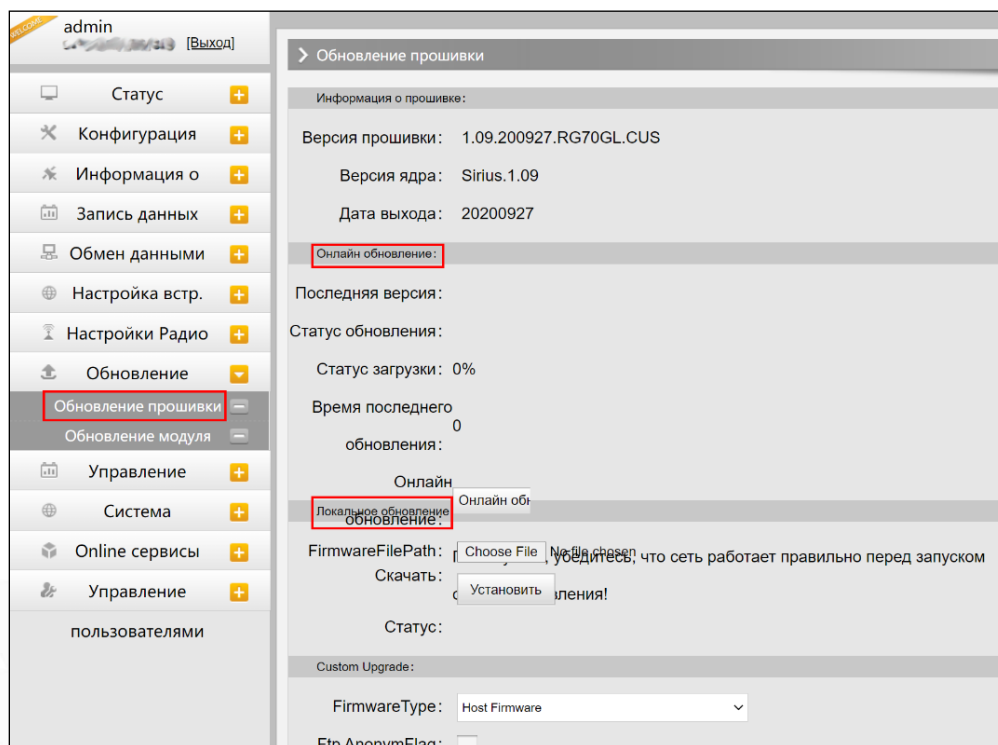 WELCOME
admin
[Выход]
Статус
Конфигурация
Информация о
Запись данных
Обмен данными
Настройка встр.
Настройки Радио
Обновление
Обновление прошивки
Обновление модуля
Управление
Система
Online сервисы
Управление
пользователями
Обновление прошивки
Информация о прошивке:
Версия прошивки: 1.09.200927.RG70GL.CUS
Версия ядра: Sirius.1.09
Дата выхода: 20200927
Онлайн обновление:
Последняя версия:
Статус обновления:
Статус загрузки: 0%
Время последнего
0
обновления:
Онлайн
Онлайн обн
Локальное обновление
обновление:
FirmwareFilePath: Choose File No file chosen
убедитесь, что сеть работает правильно перед запуском
Скачать:
Установить
Статус:
Custom Upgrade:
FirmwareType: Host Firmware
Ftp AnonymFlag: